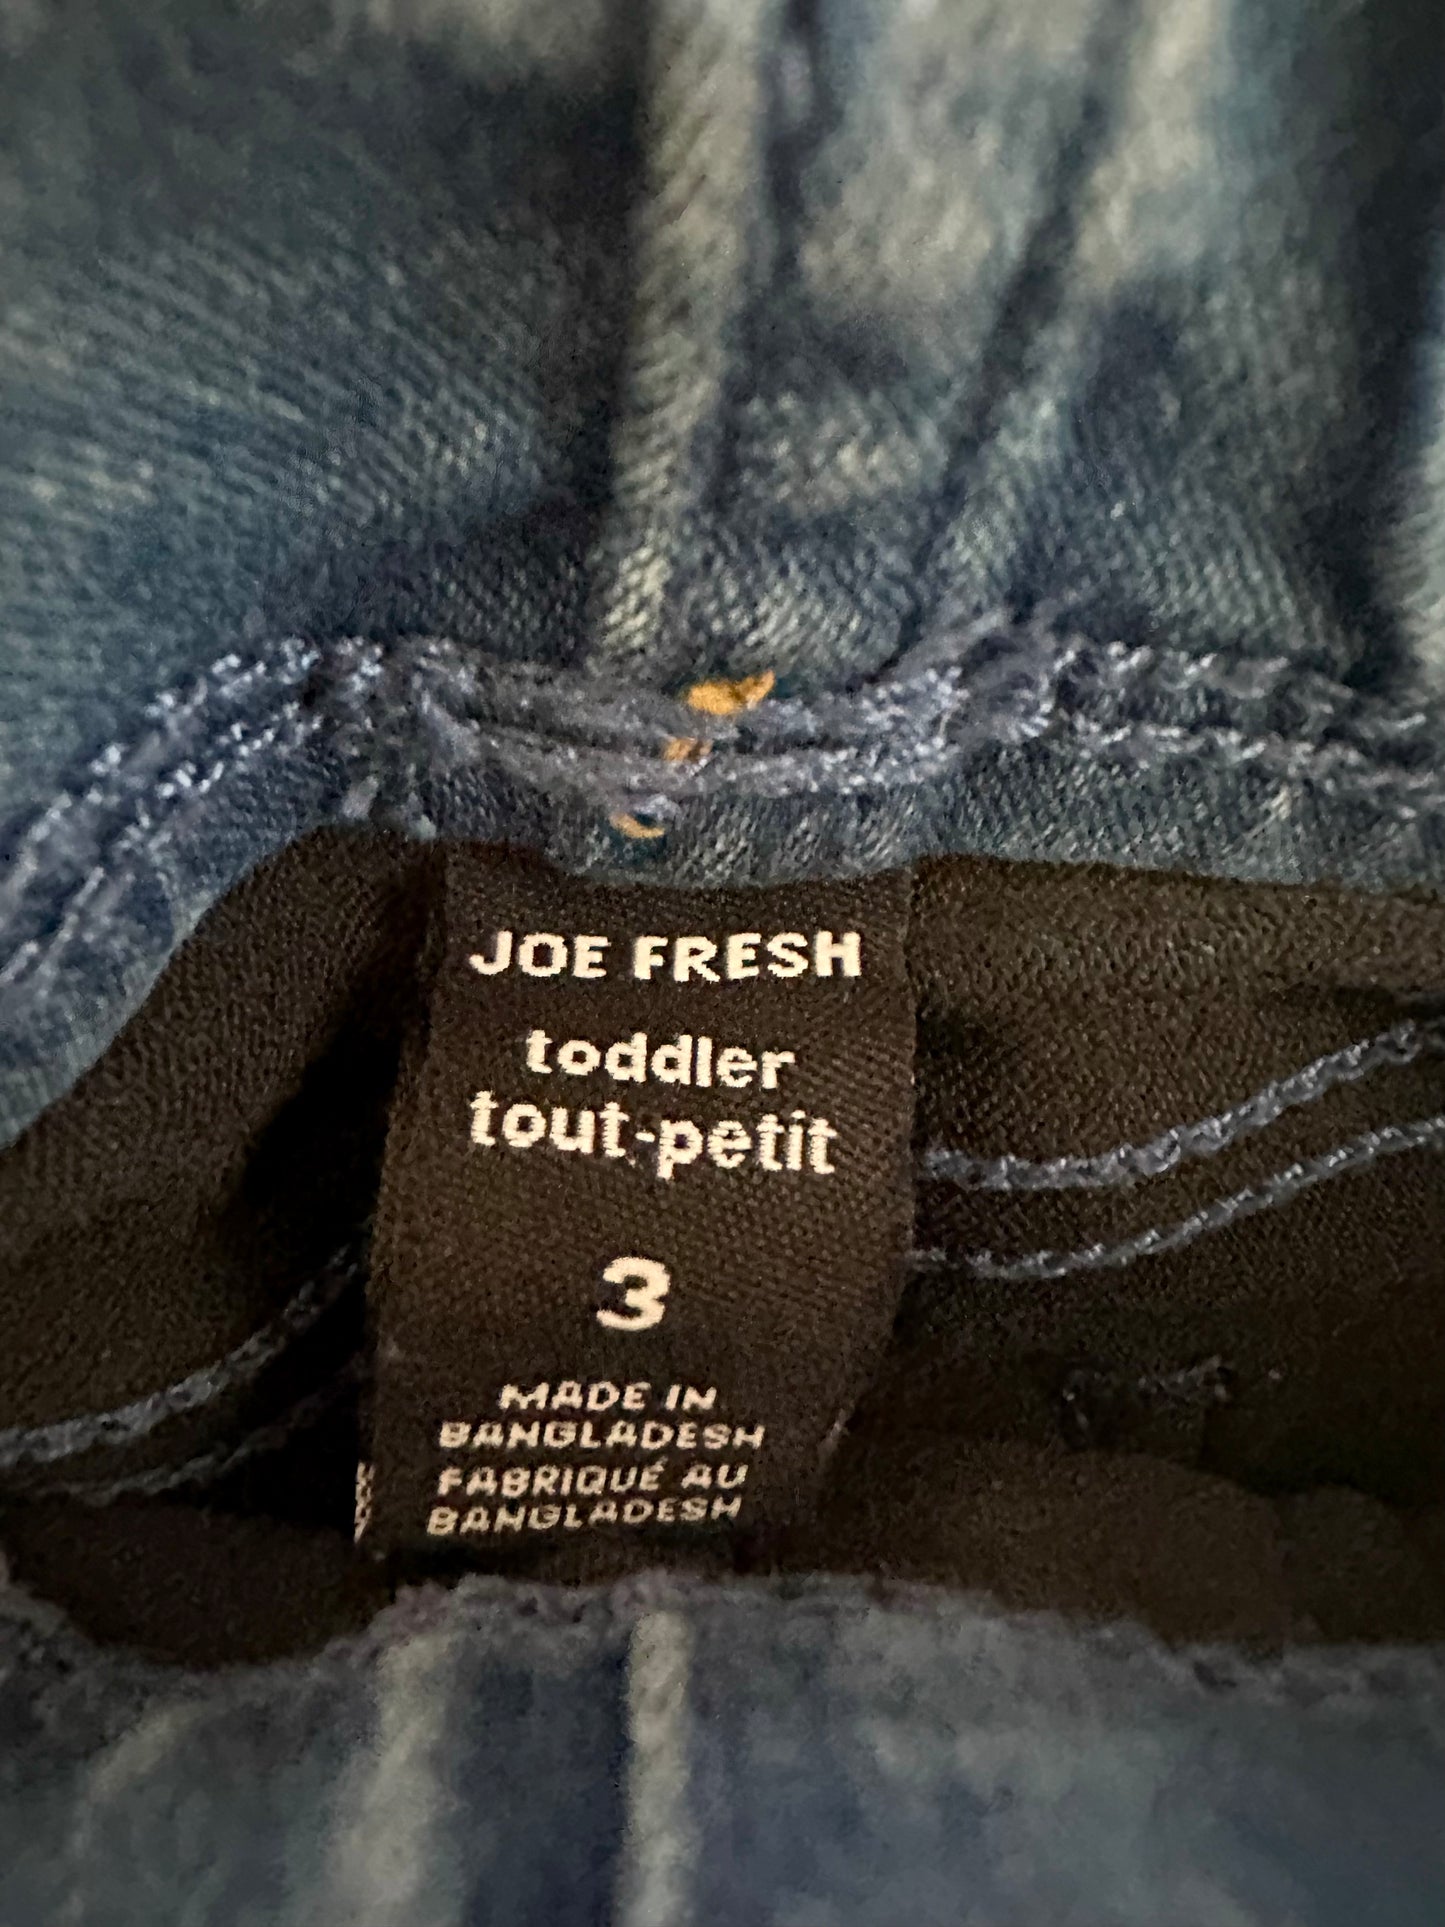 JOE FRESH
toddler
tout-petit
3
MADE IN
BANGLADESH
FABRIQUÉ AU
BANGLADESH